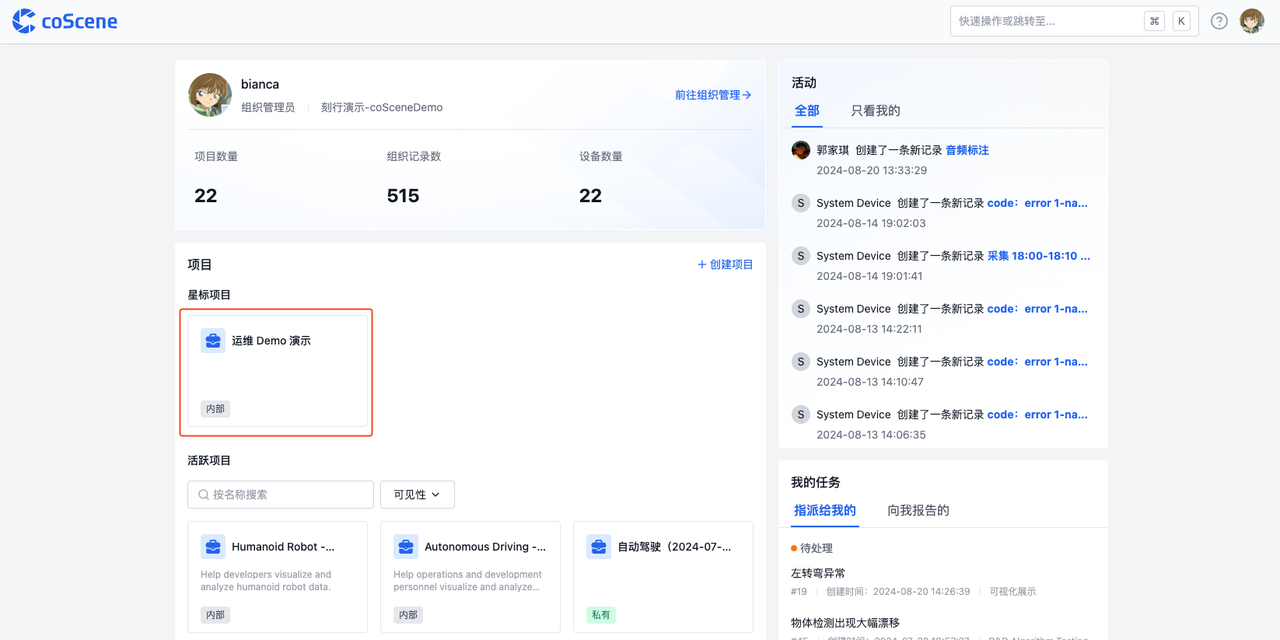 coScene
快速操作或跳转至...
⌘
K
bianca
组织管理员
刻行演示-coSceneDemo
前往组织管理
项目数量
组织记录数
设备数量
22
515
22
项目
创建项目
星标项目
运维 Demo 演示
内部
活跃项目
按名称搜索
可见性
Humanoid Robot -...
Help developers visualize and
analyze humanoid robot data.
内部
Autonomous Driving -...
Help operations and development
personnel visualize and analyze...
内部
自动驾驶（2024-07-...
私有
活动
全部
只看我的
郭家琪 创建了一条新记录 音频标注
2024-08-20 13:33:29
S
System Device 创建了一条新记录 code：error 1-na...
2024-08-14 19:02:03
S
System Device 创建了一条新记录 采集 18:00-18:10 ...
2024-08-14 19:01:41
S
System Device 创建了一条新记录 code：error 1-na...
2024-08-13 14:22:11
S
System Device 创建了一条新记录 code：error 1-na...
2024-08-13 14:10:47
S
System Device 创建了一条新记录 code：error 1-na...
2024-08-13 14:06:35
我的任务
指派给我的
向我报告的
待处理
左转弯异常
#19 创建时间：2024-08-20 14:26:39 可视化展示
物体检测出现大幅漂移